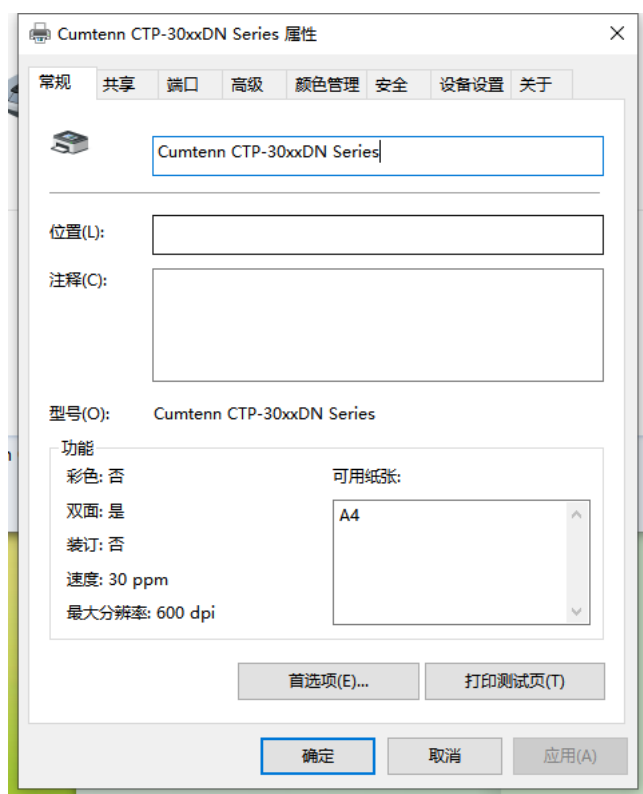 Cumtenn CTP-30xxDN Series 属性
常规 共享 端口 高级 颜色管理 安全 设备设置 关于
Cumtenn CTP-30xxDN Series
位置(L):
注释(C):
型号(O): Cumtenn CTP-30xxDN Series
功能
彩色: 否 可用纸张:
双面: 是 A4
装订: 否
速度: 30 ppm
最大分辨率: 600 dpi
首选项(E)... 打印测试页(T)
确定 取消 应用(A)